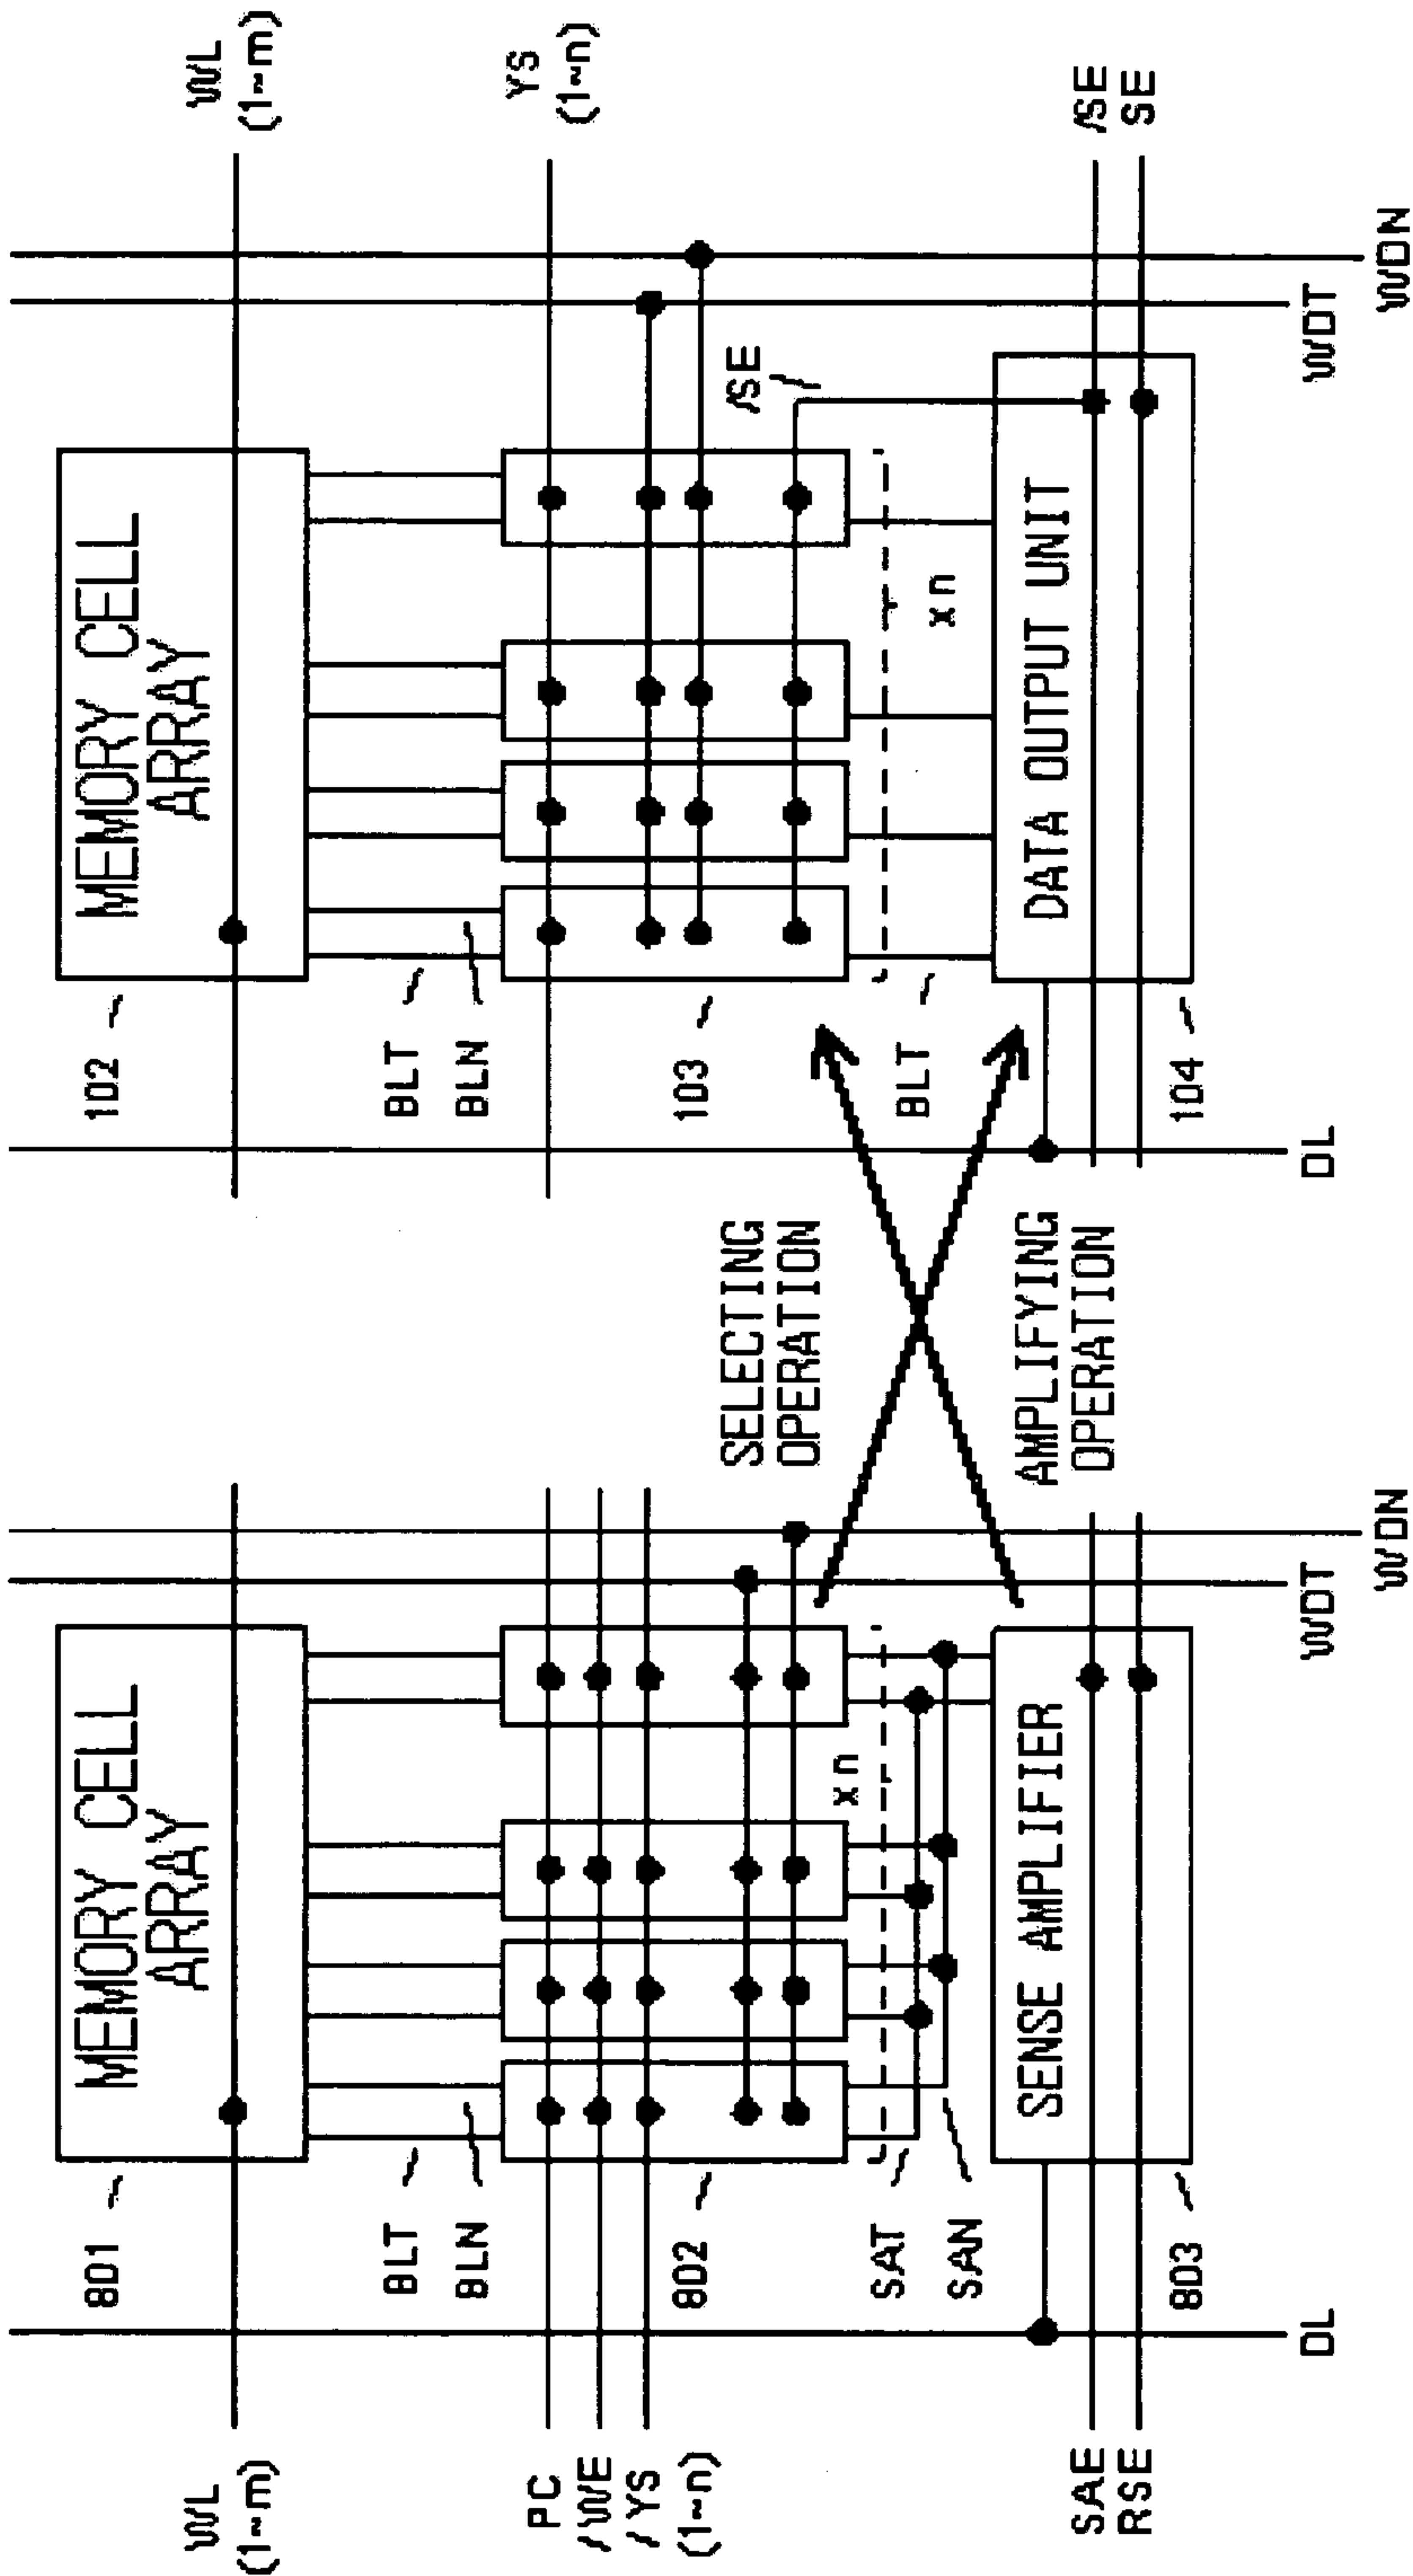 WL
(1~m)
801
MEMORY CELL
ARRAY
BLT
BLN
PC
/WE
/YS
(1~n)
802
xn
SAT
SAN
SENSE AMPLIFIER
SAE
RSE
803
DL
WDT
WDN
SELECTING
OPERATION
AMPLIFYING
OPERATION
WL
(1~m)
102
MEMORY CELL
ARRAY
BLT
BLN
YS
(1~n)
103
/SE
xn
BLT
DATA OUTPUT UNIT
/SE
SE
104
DL
WDT
WDN